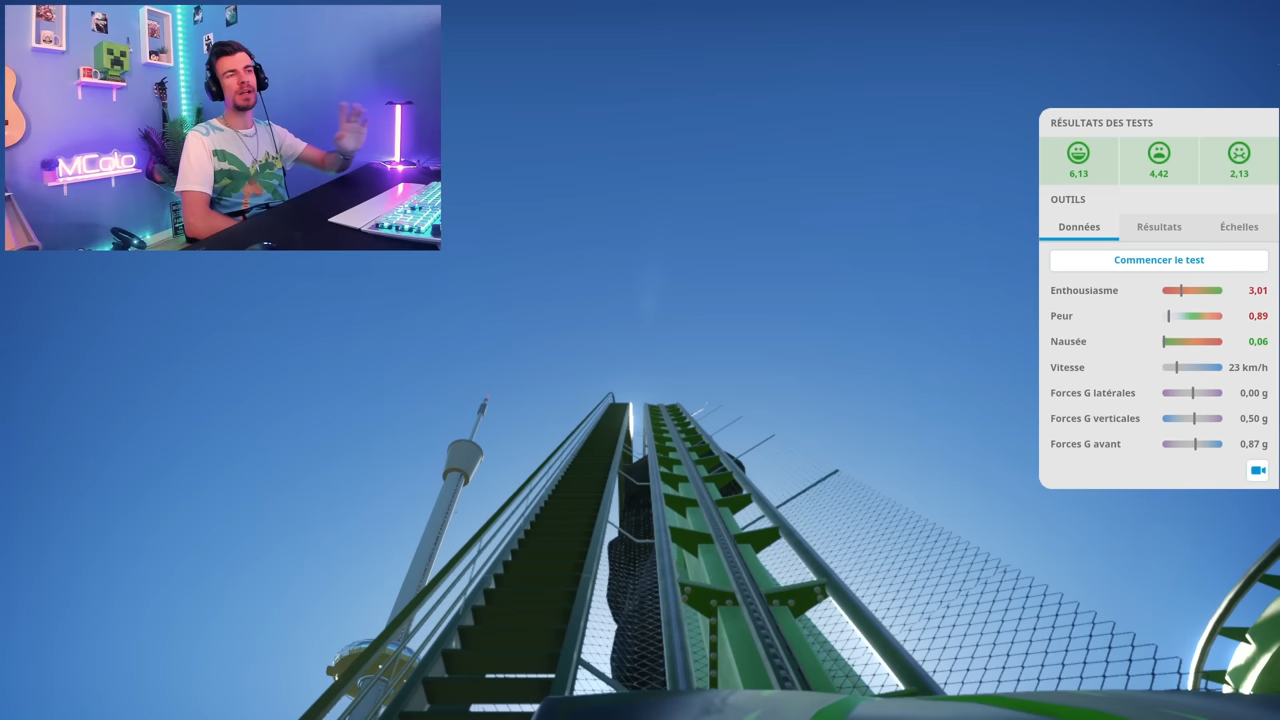 MColo
RÉSULTATS DES TESTS
6,13 4,42 2,13
OUTILS
Données Résultats Échelles
Commencer le test
Enthousiasme 3,01
Peur 0,89
Nausée 0,06
Vitesse 23 km/h
Forces G latérales 0,00 g
Forces G verticales 0,50 g
Forces G avant 0,87 g